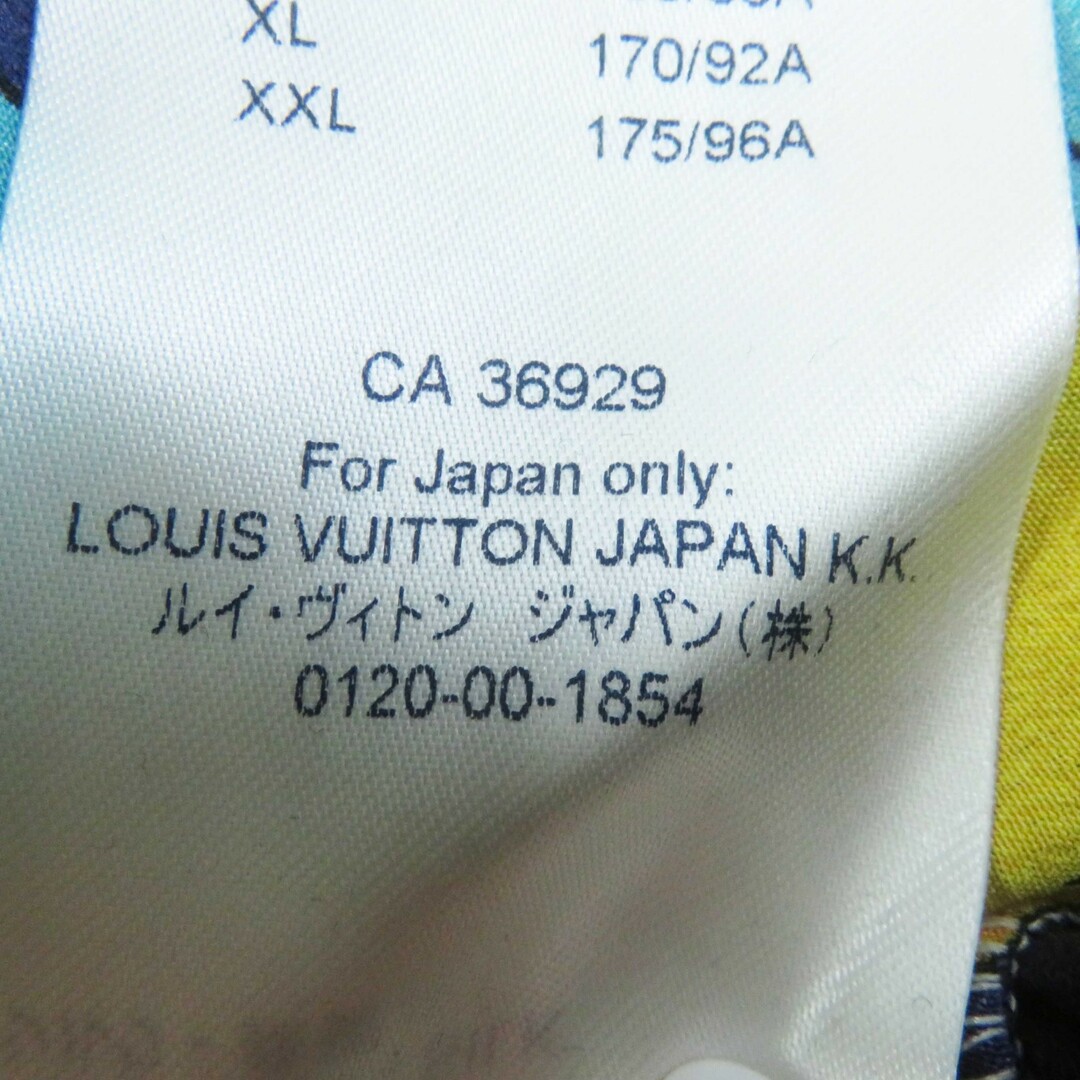 XL 170/92A
XXL 175/96A
CA 36929
For Japan only:
LOUIS VUITTON JAPAN K.K.
ルイ・ヴィトン ジャパン(株)
0120-00-1854